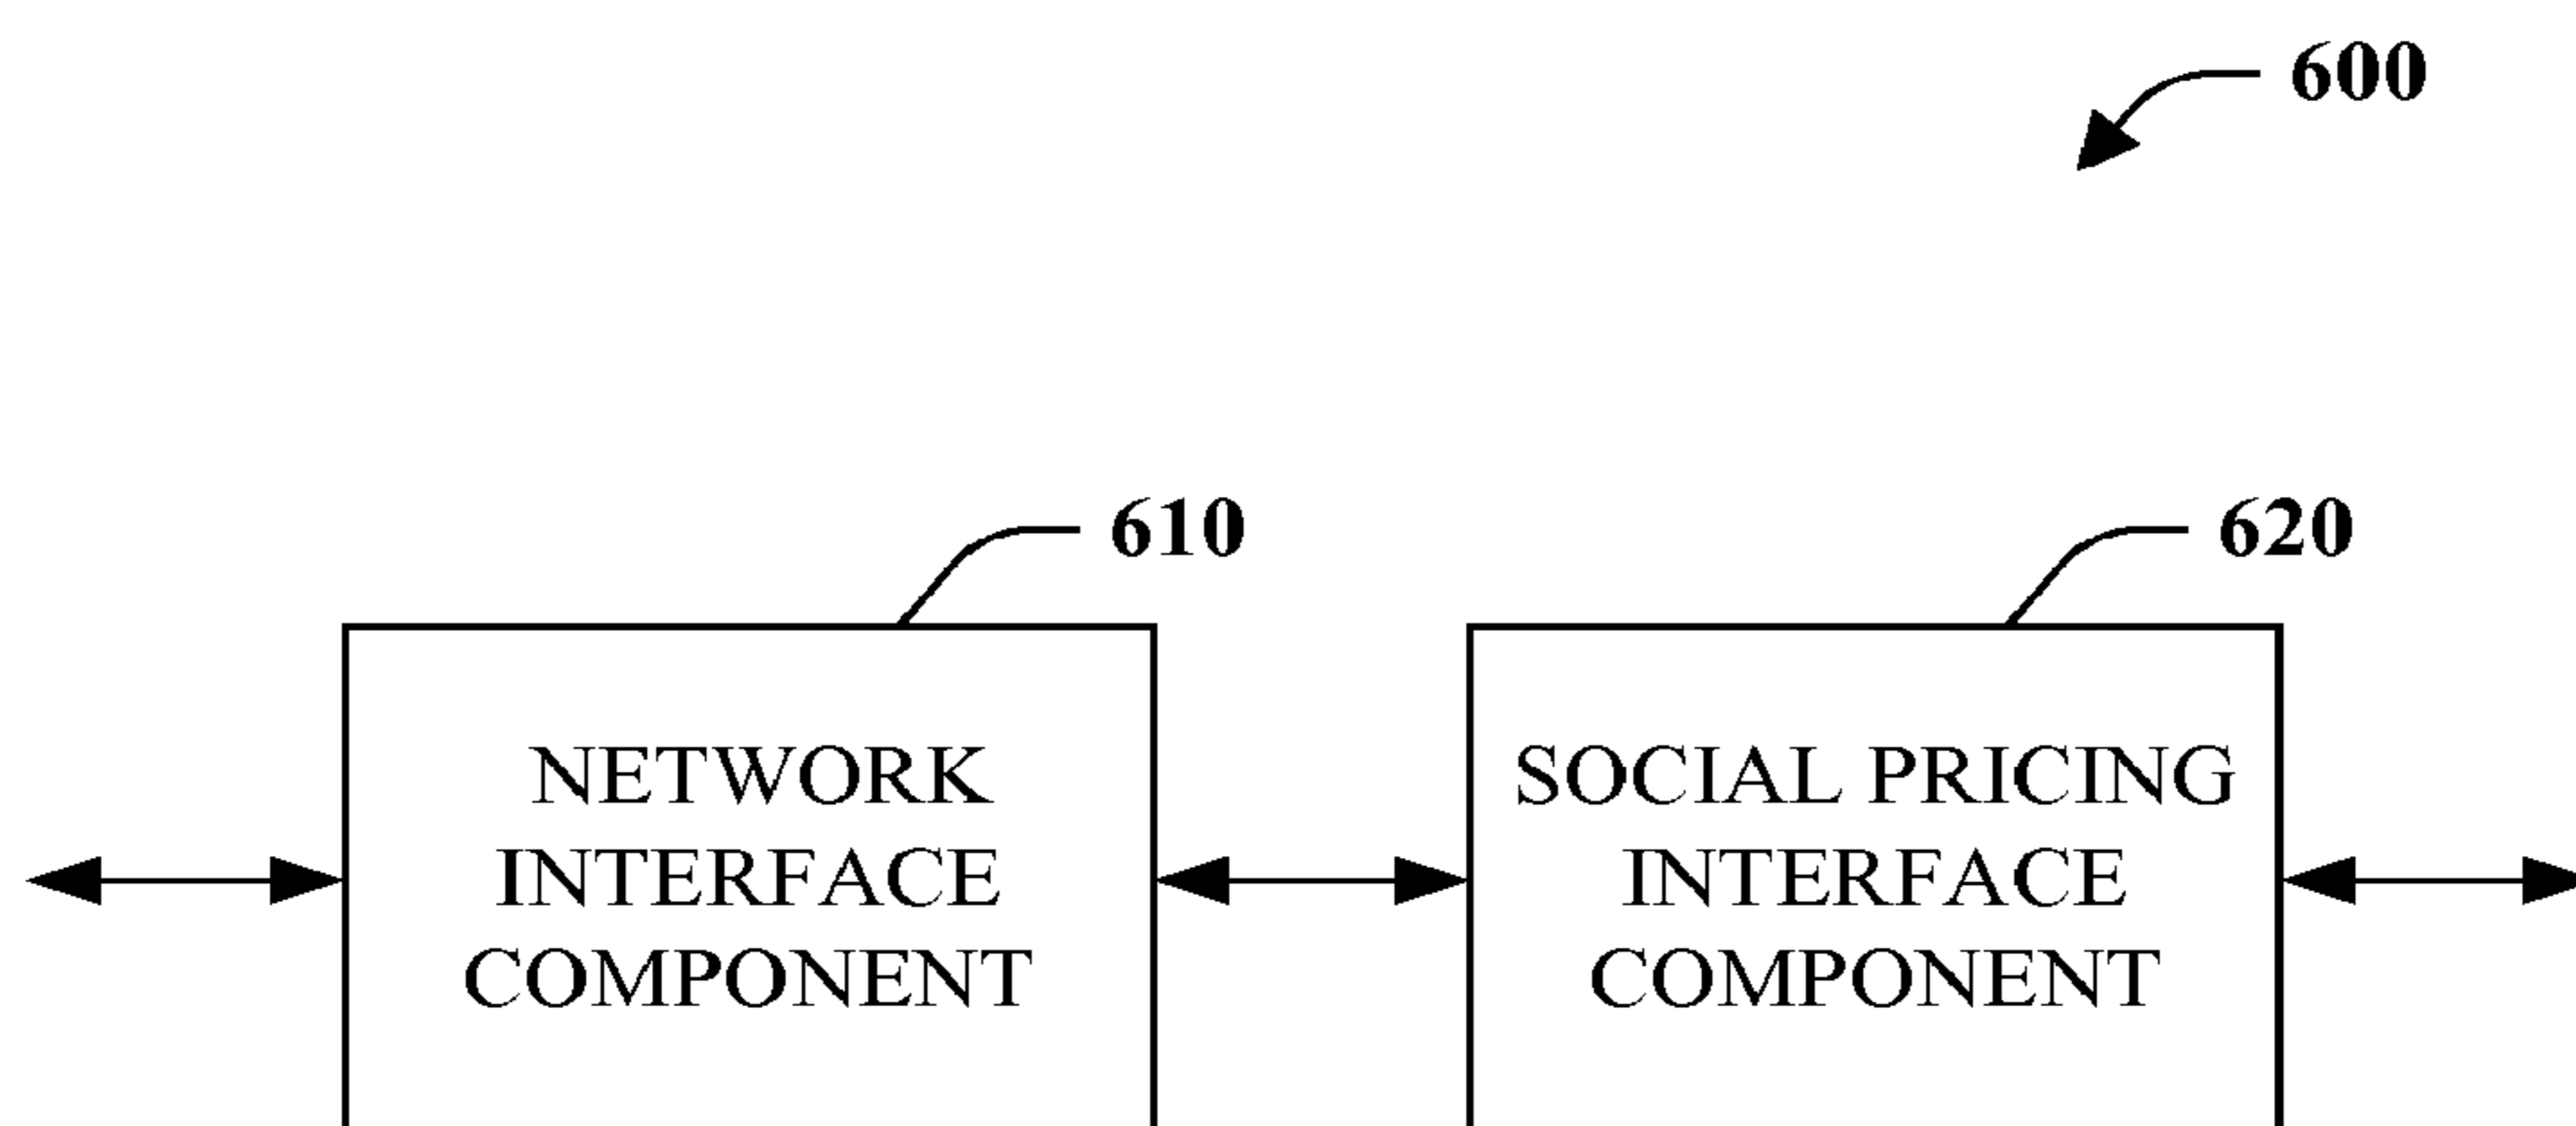 600
610
620
NETWORK
INTERFACE
COMPONENT
SOCIAL PRICING
INTERFACE
COMPONENT